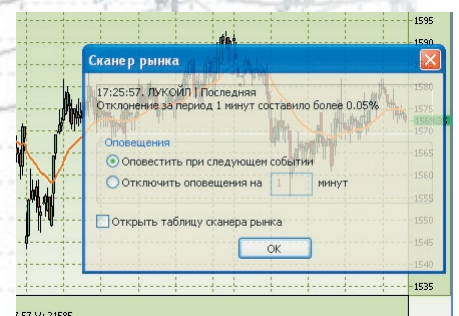 1595
1590
Сканер рынка
1580
17:25:57. ЛУКОЙЛ | Последняя
Отклонение за период 1 минут составило более 0.05%
1575
1565
Оповещения
Оповестить при следующем событии
1560
Отключить оповещения на 1 минут
1555
Открыть таблицу сканера рынка
1550
1545
OK
1540
1535